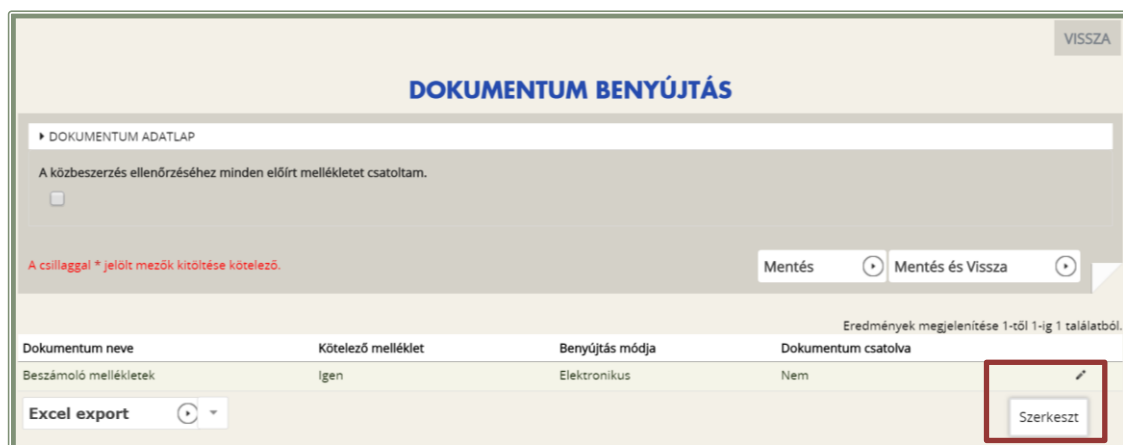 VISSZA
DOKUMENTUM BENYÚJTÁS
DOKUMENTUM ADATLAP
A közbeszerzés ellenőrzéséhez minden előírt mellékletet csatoltam.
A csillaggal * jelölt mezők kitöltése kötelező.
Mentés Mentés és Vissza
Eredmények megjelenítése 1-től 1-ig 1 találatból.
Dokumentum neve Kötelező melléklet Benyújtás módja Dokumentum csatolva
Beszámoló mellékletek Igen Elektronikus Nem
Excel export Szerkeszt